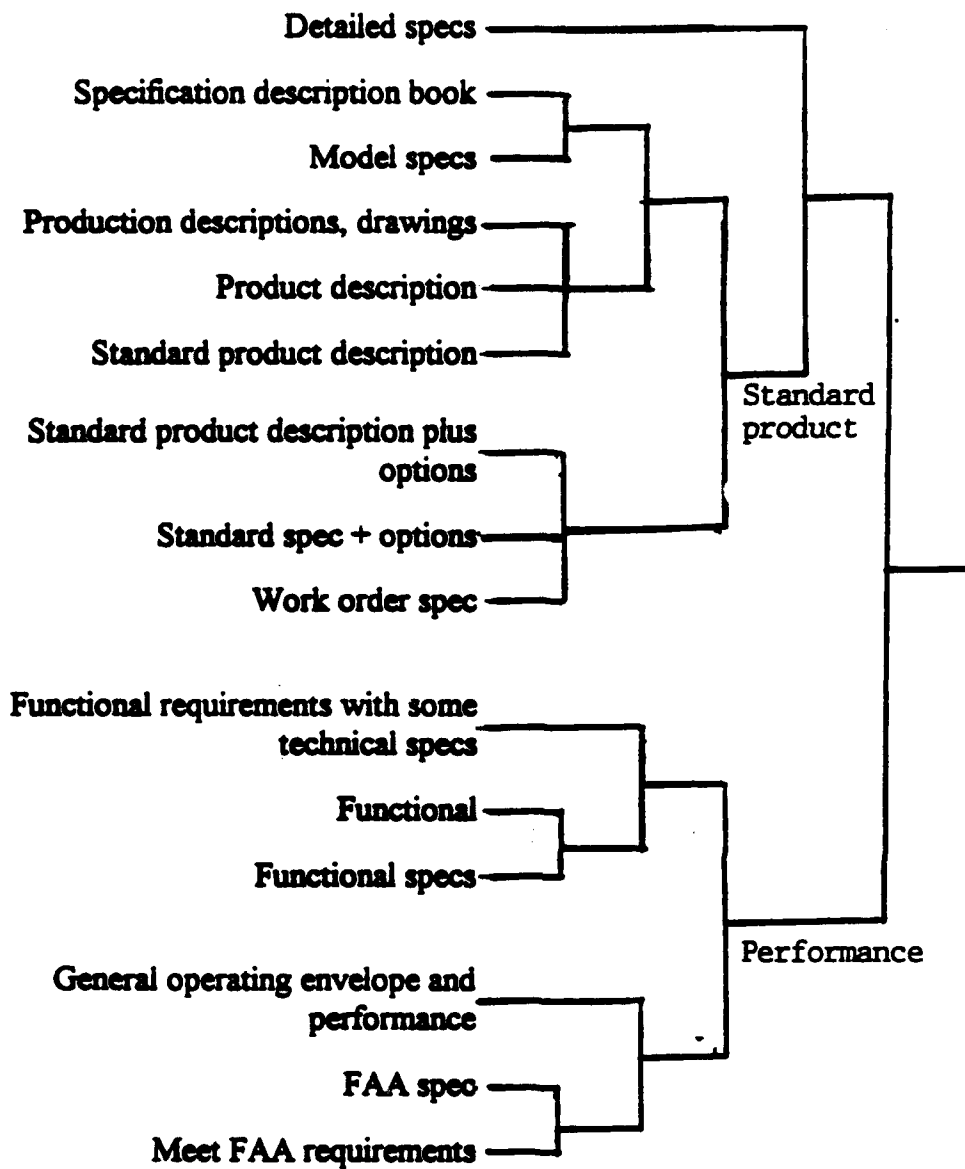 Detailed specs
Specification description book
Model specs
Production descriptions, drawings
Product description
Standard product description
Standard
product
Standard product description plus
options
Standard spec + options
Work order spec
Functional requirements with some
technical specs
Functional
Functional specs
Performance
General operating envelope and
performance
FAA spec
Meet FAA requirements